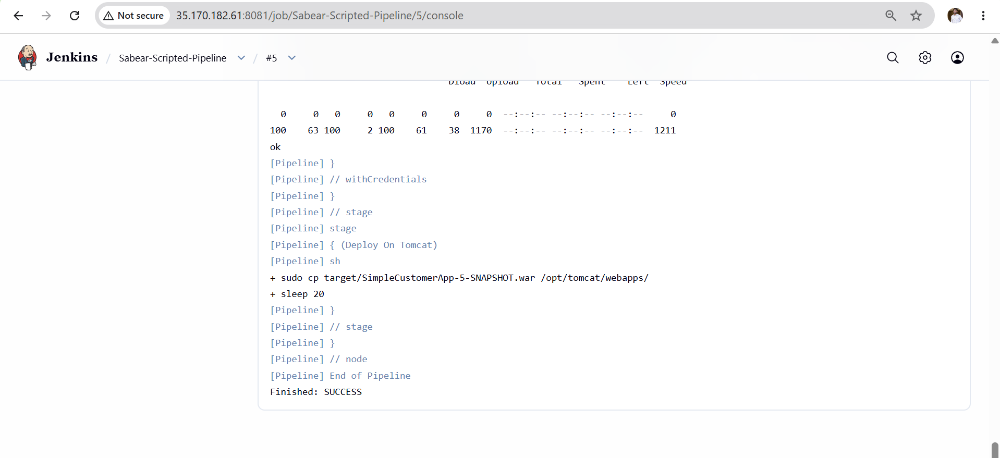 Not secure 35.170.182.61:8081/job/Sabear-Scripted-Pipeline/5/console
Jenkins / Sabear-Scripted-Pipeline / #5
Dload Upload Total Spent Left Speed
0 0 0 0 0 0 0 0 --:--:-- --:--:-- --:--:-- 0
100 63 100 2 100 61 38 1170 --:--:-- --:--:-- --:--:-- 1211
ok
[Pipeline] }
[Pipeline] // withCredentials
[Pipeline] }
[Pipeline] // stage
[Pipeline] stage
[Pipeline] { (Deploy On Tomcat)
[Pipeline] sh
+ sudo cp target/SimpleCustomerApp-5-SNAPSHOT.war /opt/tomcat/webapps/
+ sleep 20
[Pipeline] }
[Pipeline] // stage
[Pipeline] }
[Pipeline] // node
[Pipeline] End of Pipeline
Finished: SUCCESS